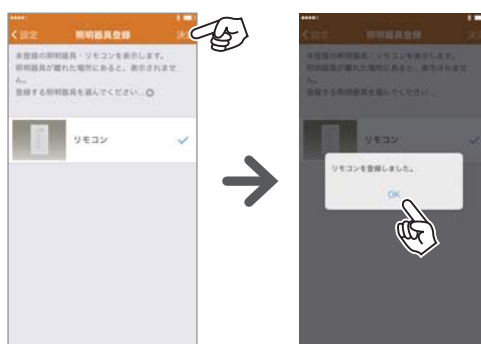 < 設定 照明器具登録 決定
未登録の照明器具・リモコンを表示します。
照明器具が離れた場所にあると、表示されませ
ん。
登録する照明器具を選んでください...
リモコン
< 設定 照明器具登録 決定
未登録の照明器具・リモコンを表示します。
照明器具が離れた場所にあると、表示されませ
ん。
登録する照明器具を選んでください...
リモコン
リモコンを登録しました。
OK